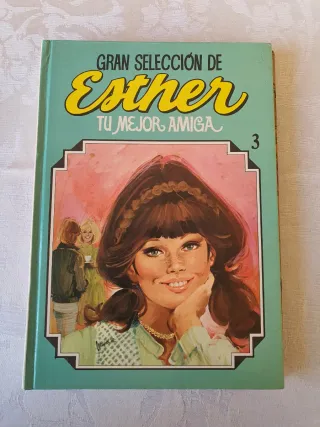 GRAN SELECCIÓN DE
Esther
TU MEJOR AMIGA
3